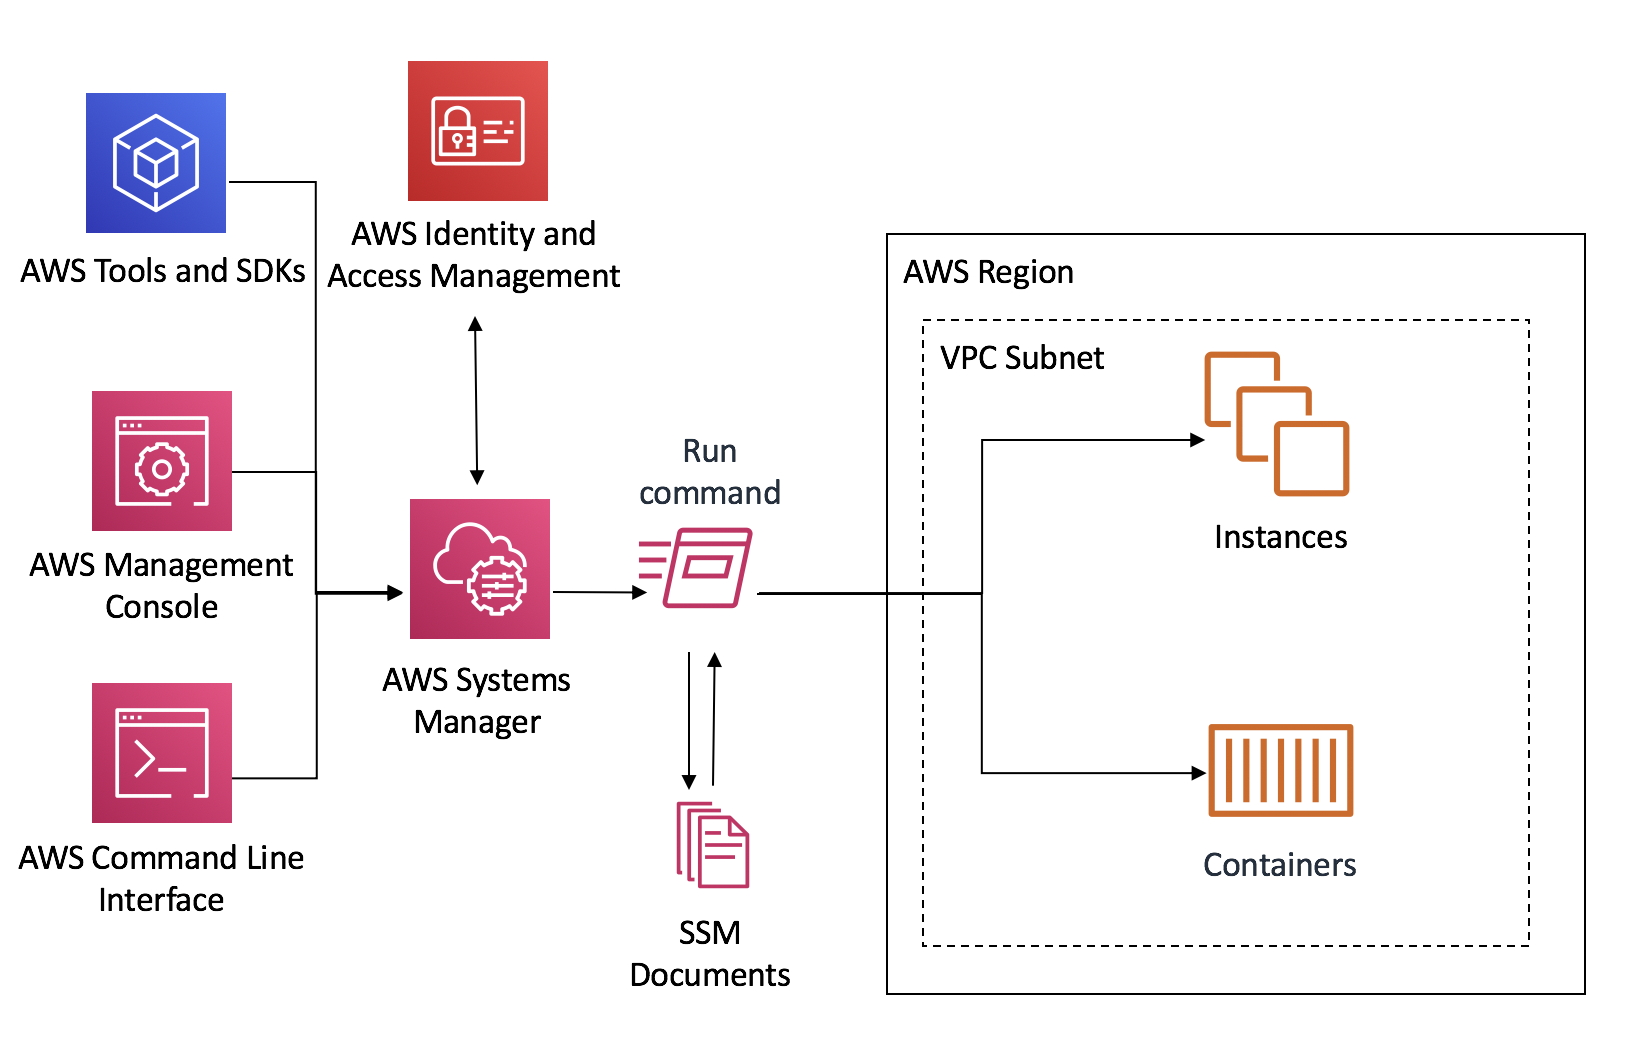 AWS Tools and SDKs
AWS Identity and
Access Management
AWS Management
Console
AWS Command Line
Interface
AWS Systems
Manager
Run
command
SSM
Documents
AWS Region
VPC Subnet
Instances
Containers